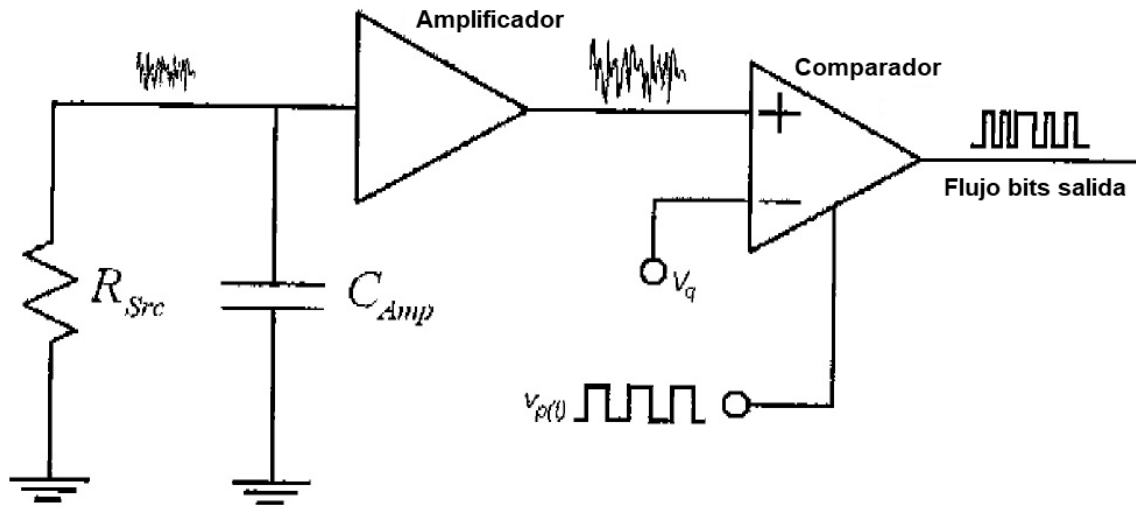 Amplificador
Comparador
+
−
Flujo bits salida
R_Src
C_Amp
V_q
v_p(t)